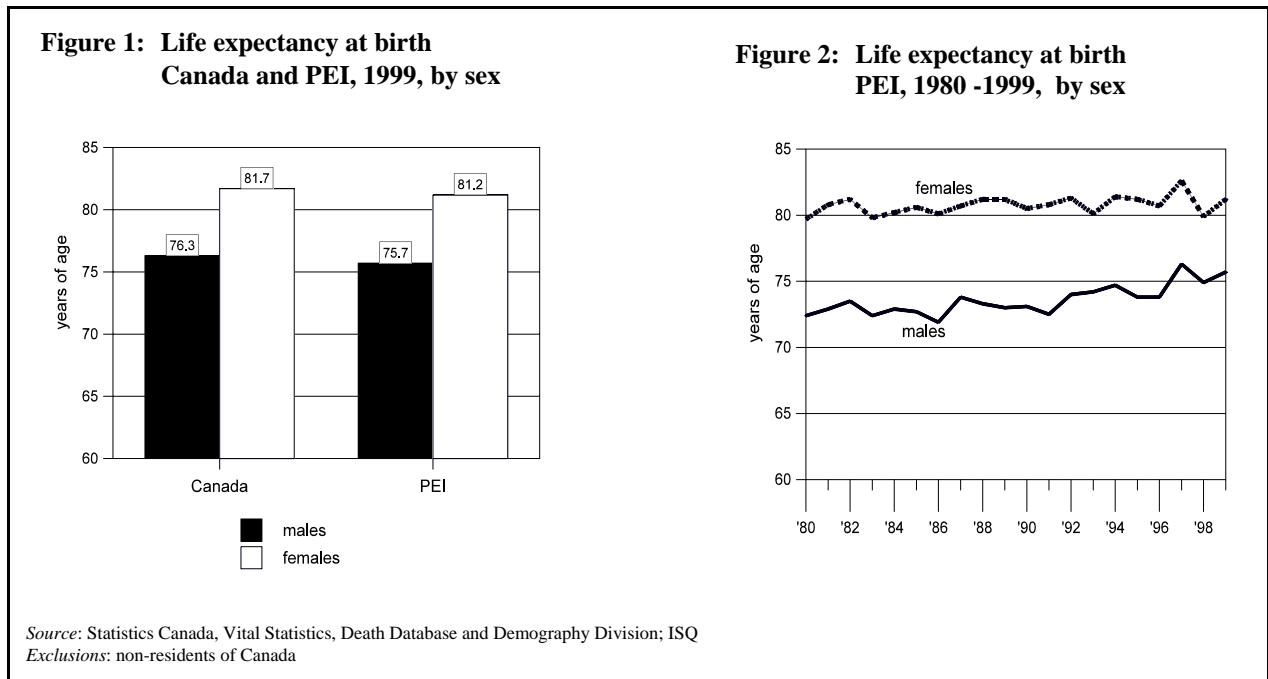 Figure 1: Life expectancy at birth
Canada and PEI, 1999, by sex
85
80
75
70
65
60
years of age
76.3
81.7
75.7
81.2
Canada
PEI
males
females
Figure 2: Life expectancy at birth
PEI, 1980 -1999, by sex
85
80
75
70
65
60
years of age
females
males
'80
'82
'84
'86
'88
'90
'92
'94
'96
'98
Source: Statistics Canada, Vital Statistics, Death Database and Demography Division; ISQ
Exclusions: non-residents of Canada